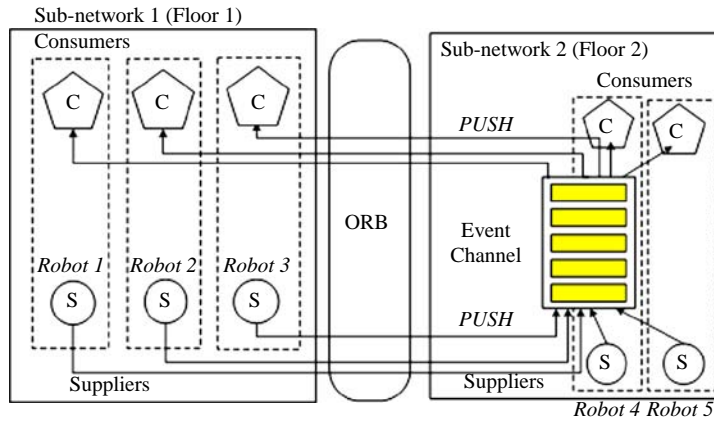 Sub-network 1 (Floor 1)
Consumers
Sub-network 2 (Floor 2)
Consumers
C
C
C
C
C
PUSH
ORB
Event
Channel
Robot 1
Robot 2
Robot 3
S
S
S
PUSH
Suppliers
Suppliers
S
S
Robot 4
Robot 5